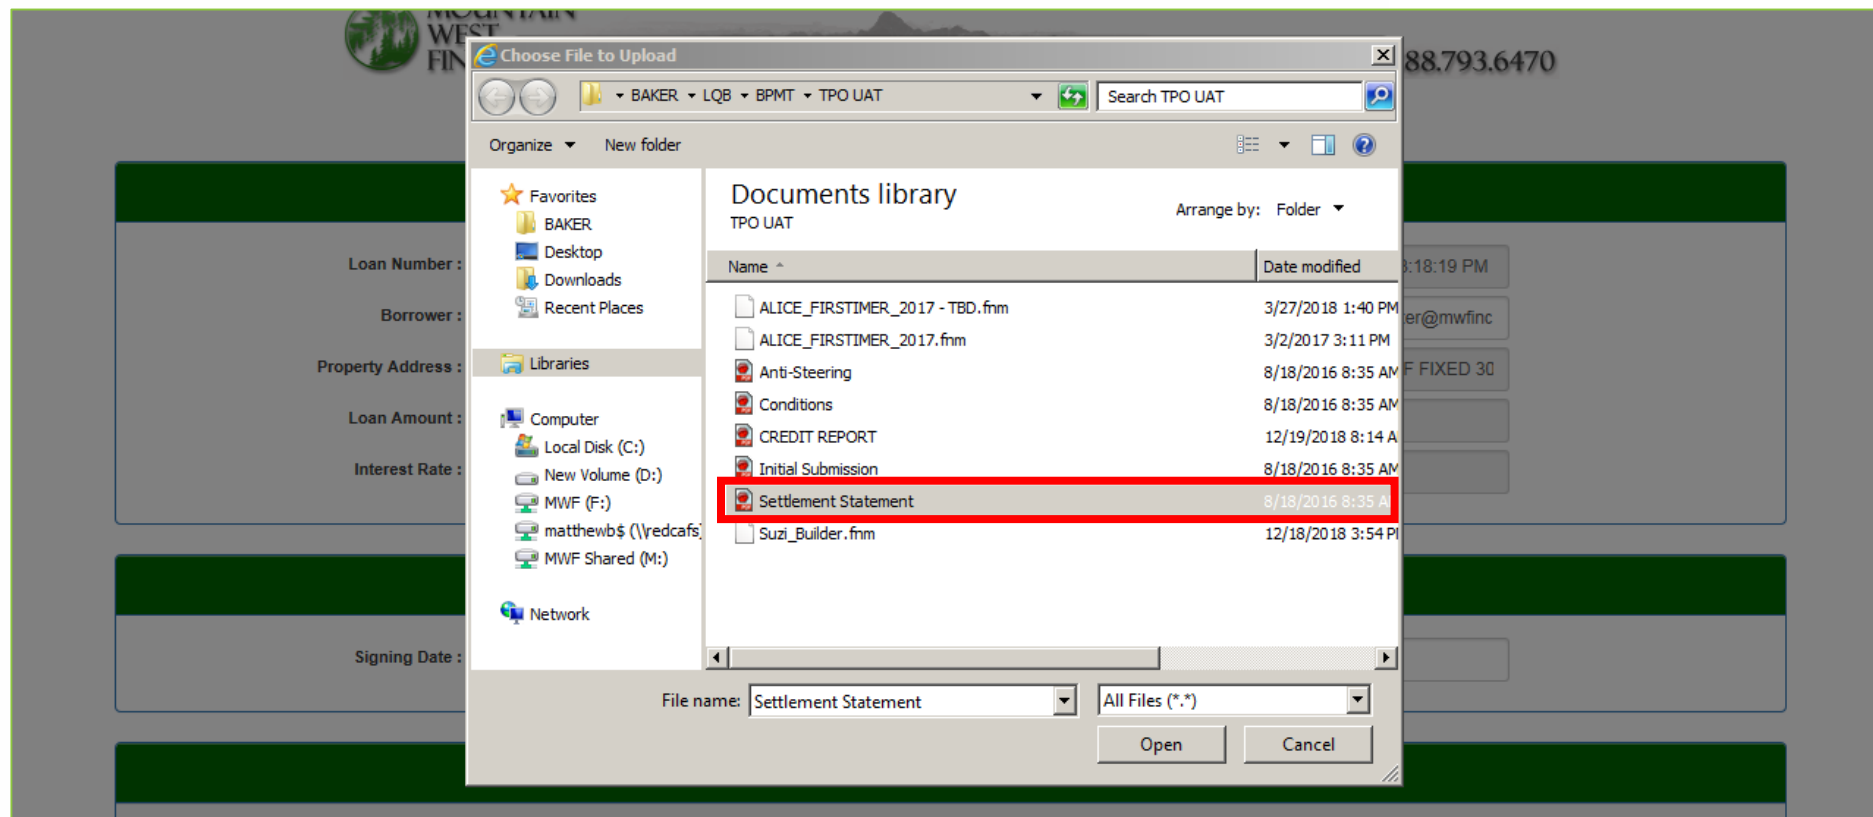 MOUNTAIN
WEST
FIN
88.793.6470
Choose File to Upload
BAKER LQB BPMT TPO UAT
Search TPO UAT
Organize New folder
Favorites
BAKER
Desktop
Downloads
Recent Places
Libraries
Computer
Local Disk (C:)
New Volume (D:)
MWF (F:)
matthewb$ (\\redcafs)
MWF Shared (M:)
Network
Documents library
TPO UAT
Arrange by: Folder
Name Date modified
ALICE_FIRSTIMER_2017 - TBD.fnm 3/27/2018 1:40 PM
ALICE_FIRSTIMER_2017.fnm 3/2/2017 3:11 PM
Anti-Steering 8/18/2016 8:35 AM
Conditions 8/18/2016 8:35 AM
CREDIT REPORT 12/19/2018 8:14 A
Initial Submission 8/18/2016 8:35 AM
Settlement Statement 8/18/2016 8:35 A
Suzi_Builder.fnm 12/18/2018 3:54 P
File name: Settlement Statement All Files (*.*)
Open Cancel
Loan Number : 3:18:19 PM
Borrower : er@mwfinc
Property Address : F FIXED 30
Loan Amount :
Interest Rate :
Signing Date :